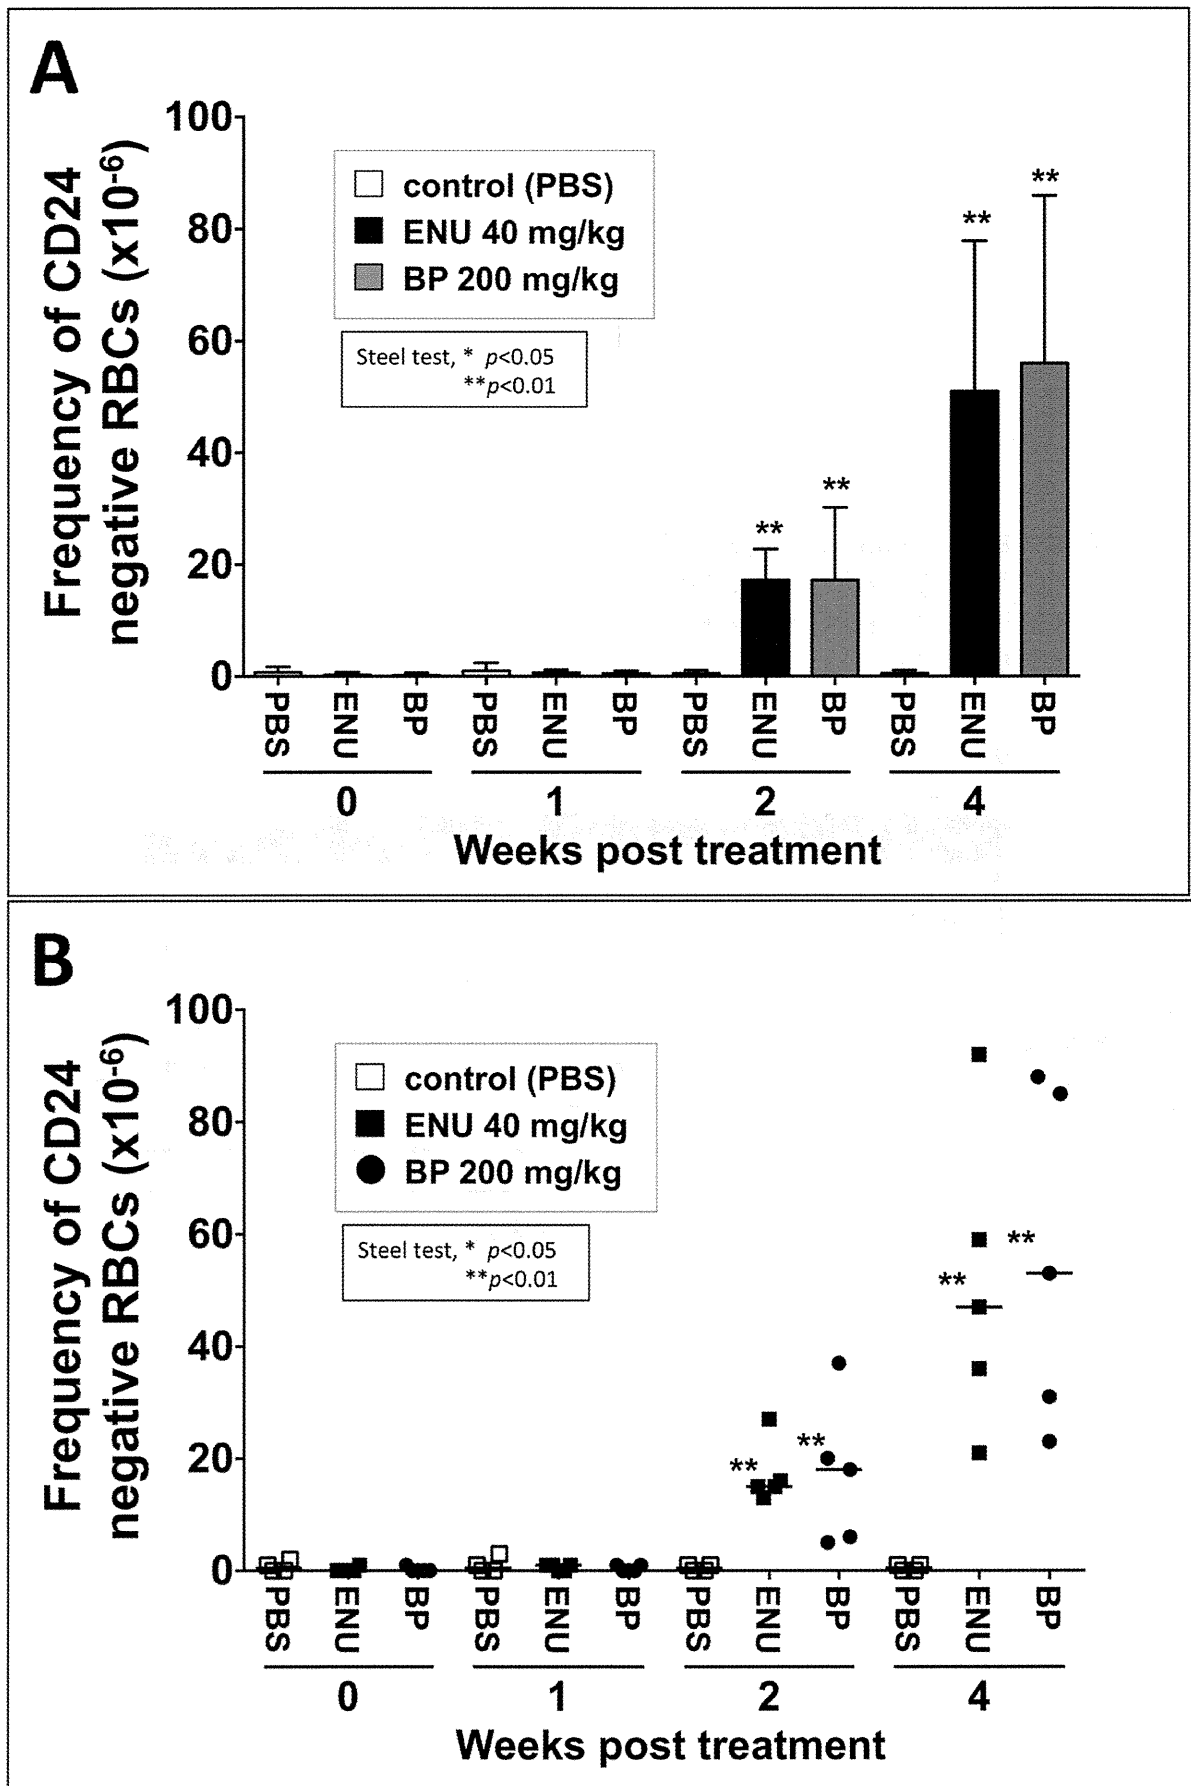 A
Frequency of CD24
negative RBCs (x10-6)
100
80
60
40
20
0
control (PBS)
ENU 40 mg/kg
BP 200 mg/kg
Steel test, * p<0.05
**p<0.01
** ** ** **
PBS ENU BP PBS ENU BP PBS ENU BP PBS ENU BP
0 1 2 4
Weeks post treatment
B
Frequency of CD24
negative RBCs (x10-6)
100
80
60
40
20
0
control (PBS)
ENU 40 mg/kg
BP 200 mg/kg
Steel test, * p<0.05
**p<0.01
** ** ** **
PBS ENU BP PBS ENU BP PBS ENU BP PBS ENU BP
0 1 2 4
Weeks post treatment